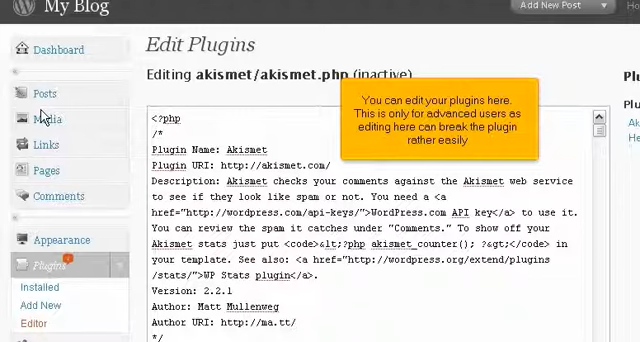 My Blog
Add New Post
Dashboard
Posts
Media
Links
Pages
Comments
Appearance
Plugins
Installed
Add New
Editor
Edit Plugins
Editing akismet/akismet.php (inactive)
You can edit your plugins here.
This is only for advanced users as
editing here can break the plugin
rather easily
<?php
/*
Plugin Name: Akismet
Plugin URI: http://akismet.com/
Description: Akismet checks your comments against the Akismet web service
to see if they look like spam or not. You need a <a
href="http://wordpress.com/api-keys/">WordPress.com API key</a> to use it.
You can review the spam it catches under "Comments." To show off your
Akismet stats just put <code>&lt;?php akismet_counter(); ?&gt;</code> in
your template. See also: <a href="http://wordpress.org/extend/plugins
/stats/">WP Stats plugin</a>.
Version: 2.2.1
Author: Matt Mullenweg
Author URI: http://ma.tt/
*/
Plu
Ak
He